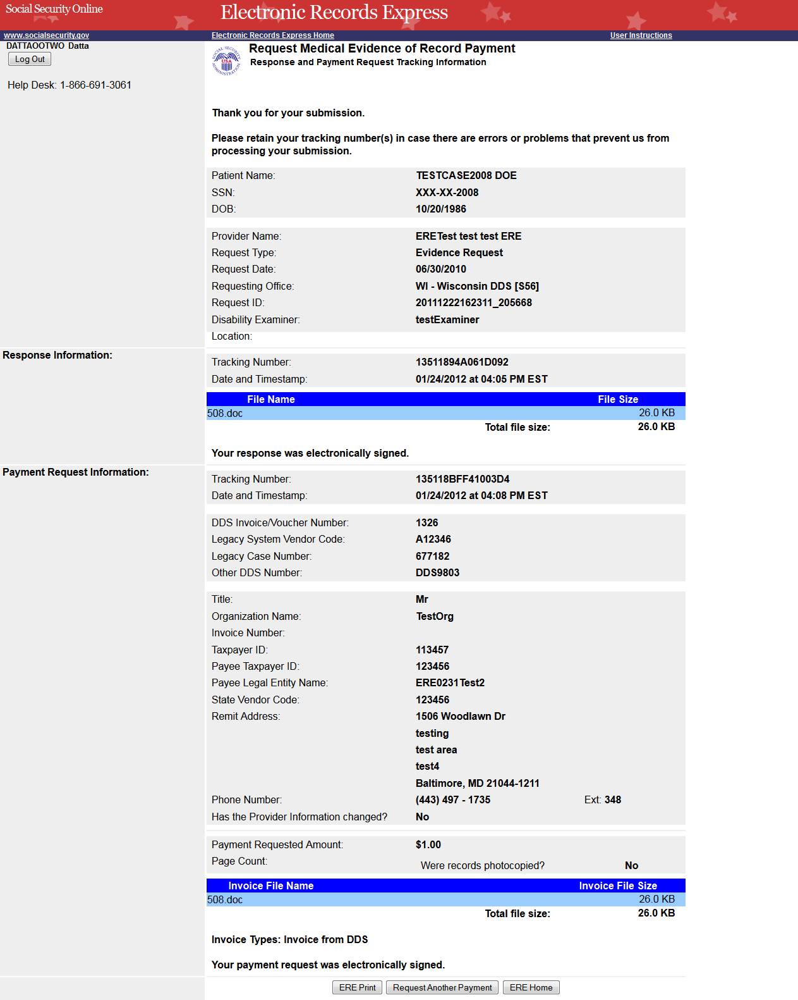 Social Security Online
Electronic Records Express
www.socialsecurity.gov Electronic Records Express Home User Instructions
DATTAOOTWO Datta
Log Out
Help Desk: 1-866-691-3061
SOCIAL SECURITY ADMINISTRATION
USA
Request Medical Evidence of Record Payment
Response and Payment Request Tracking Information
Thank you for your submission.
Please retain your tracking number(s) in case there are errors or problems that prevent us from
processing your submission.
Patient Name: TESTCASE2008 DOE
SSN: XXX-XX-2008
DOB: 10/20/1986
Provider Name: ERETest test test ERE
Request Type: Evidence Request
Request Date: 06/30/2010
Requesting Office: WI - Wisconsin DDS [S56]
Request ID: 20111222162311_205668
Disability Examiner: testExaminer
Location:
Response Information:
Tracking Number: 13511894A061D092
Date and Timestamp: 01/24/2012 at 04:05 PM EST
File Name File Size
508.doc 26.0 KB
Total file size: 26.0 KB
Your response was electronically signed.
Payment Request Information:
Tracking Number: 135118BFF41003D4
Date and Timestamp: 01/24/2012 at 04:08 PM EST
DDS Invoice/Voucher Number: 1326
Legacy System Vendor Code: A12346
Legacy Case Number: 677182
Other DDS Number: DDS9803
Title: Mr
Organization Name: TestOrg
Invoice Number:
Taxpayer ID: 113457
Payee Taxpayer ID: 123456
Payee Legal Entity Name: ERE0231Test2
State Vendor Code: 123456
Remit Address: 1506 Woodlawn Dr
testing
test area
test4
Baltimore, MD 21044-1211
Phone Number: (443) 497 - 1735 Ext: 348
Has the Provider Information changed? No
Payment Requested Amount: $1.00
Page Count: Were records photocopied? No
Invoice File Name Invoice File Size
508.doc 26.0 KB
Total file size: 26.0 KB
Invoice Types: Invoice from DDS
Your payment request was electronically signed.
ERE Print Request Another Payment ERE Home